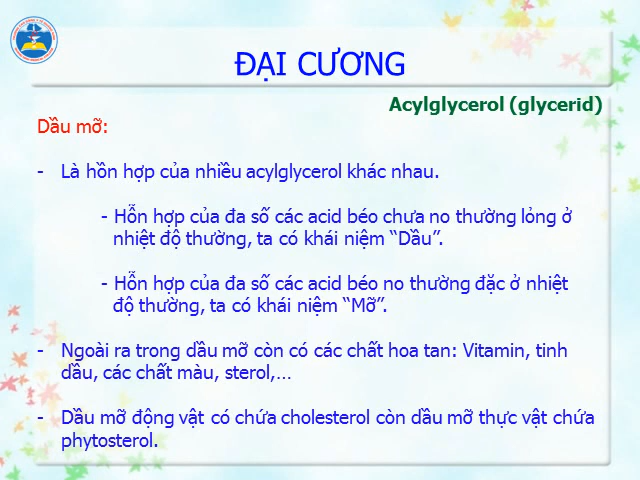 ĐẠI CƯƠNG
Acylglycerol (glycerid)
Dầu mỡ:
- Là hồn hợp của nhiều acylglycerol khác nhau.
- Hỗn hợp của đa số các acid béo chưa no thường lỏng ở
nhiệt độ thường, ta có khái niệm “Dầu”.
- Hỗn hợp của đa số các acid béo no thường đặc ở nhiệt
độ thường, ta có khái niệm “Mỡ”.
- Ngoài ra trong dầu mỡ còn có các chất hoa tan: Vitamin, tinh
dầu, các chất màu, sterol,...
- Dầu mỡ động vật có chứa cholesterol còn dầu mỡ thực vật chứa
phytosterol.